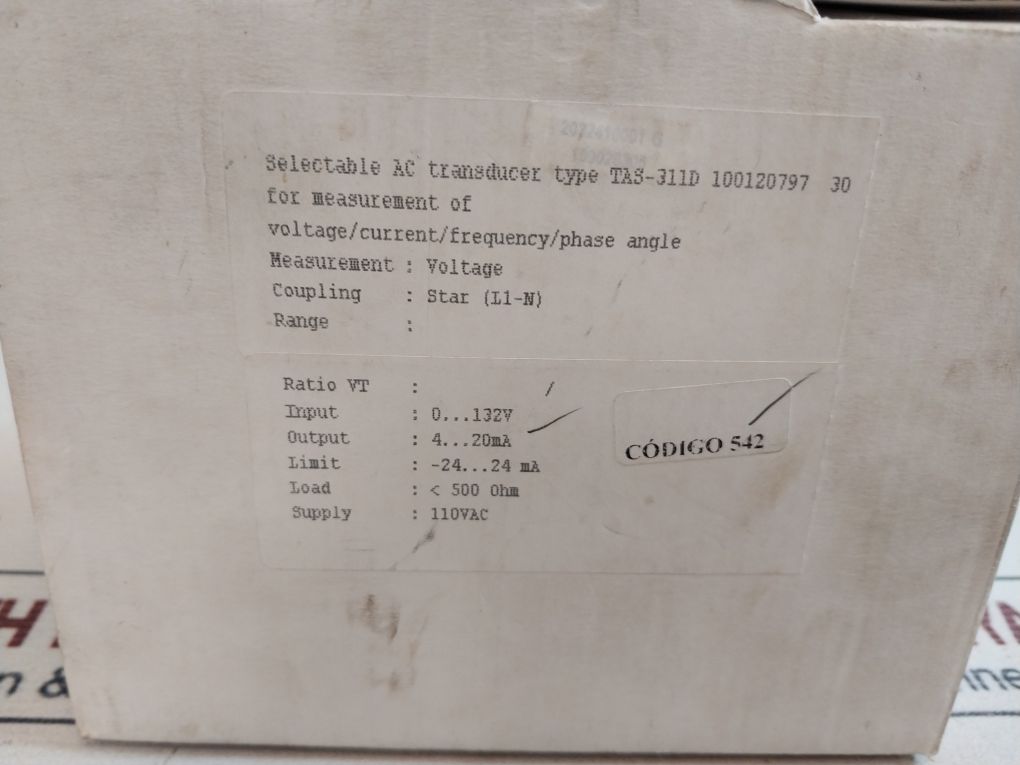 Selectable AC transducer type TAS-311D 100120797 30
for measurement of
voltage/current/frequency/phase angle
Measurement : Voltage
Coupling : Star (L1-N)
Range :
Ratio VT :
Input : 0...132V
Output : 4...20mA
Limit : -24...24 mA
Load : < 500 Ohm
Supply : 110VAC
CÓDIGO 542